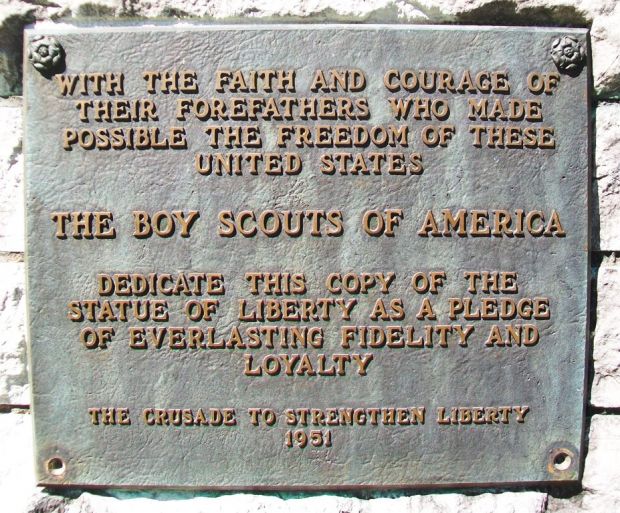 WITH THE FAITH AND COURAGE OF
THEIR FOREFATHERS WHO MADE
POSSIBLE THE FREEDOM OF THESE
UNITED STATES
THE BOY SCOUTS OF AMERICA
DEDICATE THIS COPY OF THE
STATUE OF LIBERTY AS A PLEDGE
OF EVERLASTING FIDELITY AND
LOYALTY
THE CRUSADE TO STRENGTHEN LIBERTY
1951